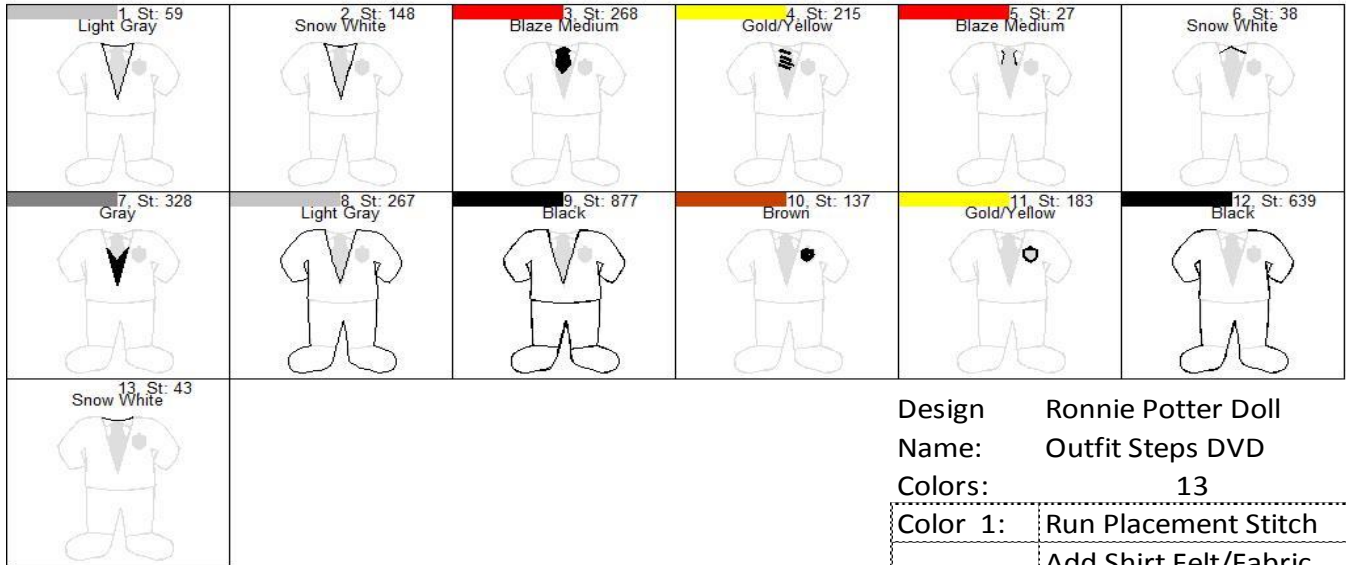 1, St: 59
Light Gray
2, St: 148
Snow White
3, St: 268
Blaze Medium
4, St: 215
Gold/Yellow
5, St: 27
Blaze Medium
6, St: 38
Snow White
7, St: 328
Gray
8, St: 267
Light Gray
9, St: 877
Black
10, St: 137
Brown
11, St: 183
Gold/Yellow
12, St: 639
Black
13, St: 43
Snow White
Design Ronnie Potter Doll
Name: Outfit Steps DVD
Colors: 13
Color 1: Run Placement Stitch
Add Shirt Felt/Fabric